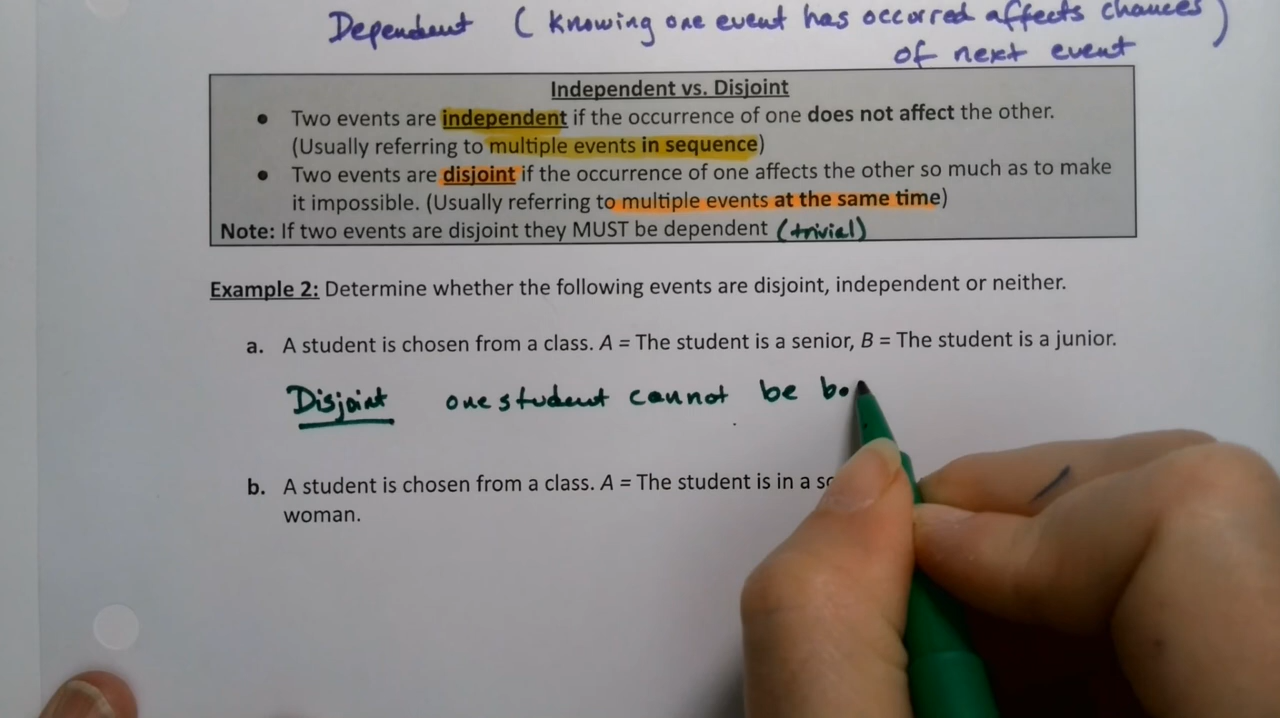 Dependent ( Knowing one event has occorred affects chances )
of next event
Independent vs. Disjoint
• Two events are independent if the occurrence of one does not affect the other.
(Usually referring to multiple events in sequence)
• Two events are disjoint if the occurrence of one affects the other so much as to make
it impossible. (Usually referring to multiple events at the same time)
Note: If two events are disjoint they MUST be dependent (trivial)
Example 2: Determine whether the following events are disjoint, independent or neither.
a. A student is chosen from a class. A = The student is a senior, B = The student is a junior.
Disjoint one student cannot be bo
b. A student is chosen from a class. A = The student is in a
woman.